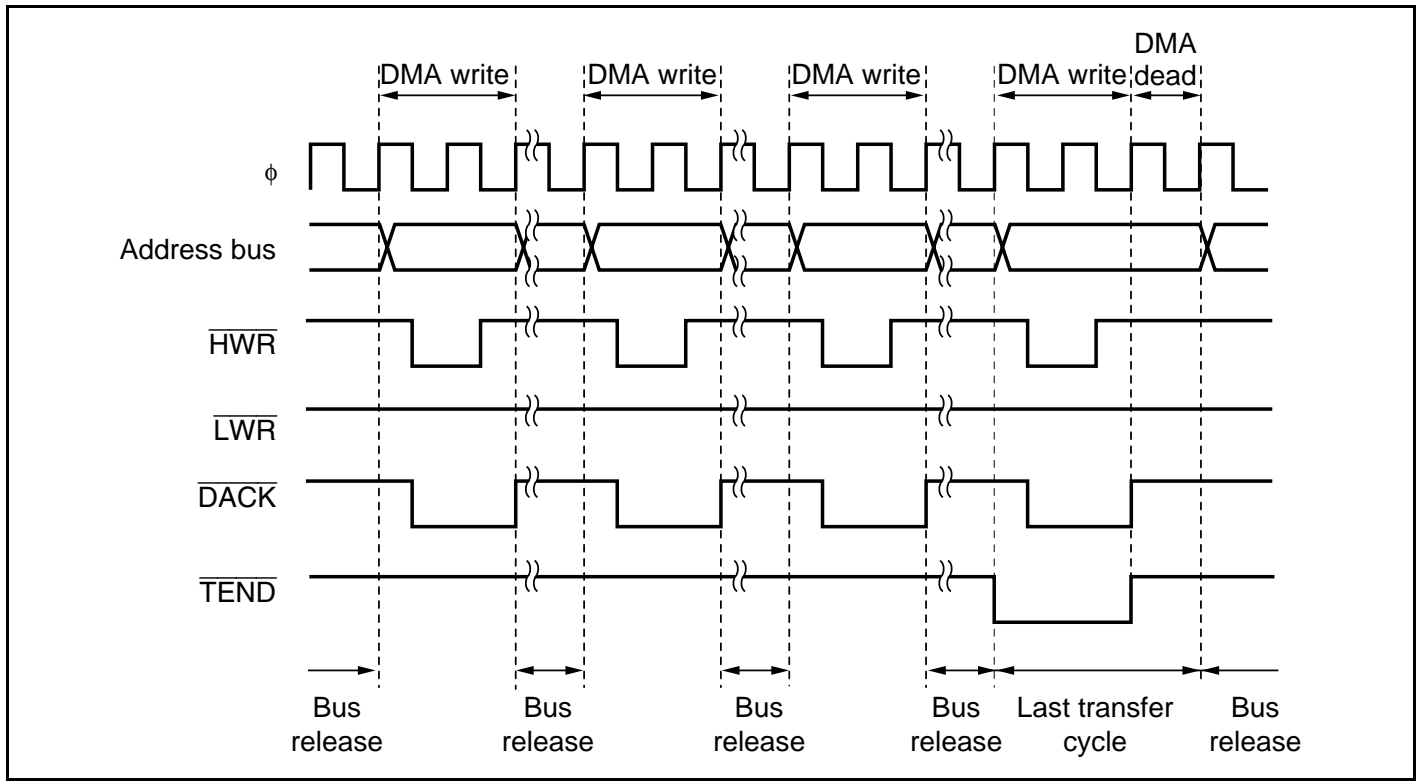 DMA
DMA write DMA write DMA write DMA write dead
ϕ
Address bus
HWR
LWR
DACK
TEND
Bus Bus Bus Bus Last transfer Bus
release release release release cycle release